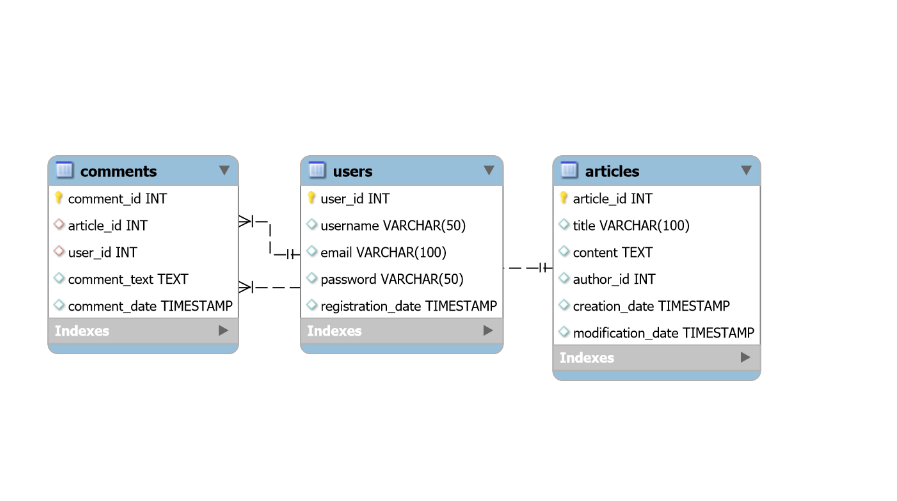 comments
comment_id INT
article_id INT
user_id INT
comment_text TEXT
comment_date TIMESTAMP
Indexes
users
user_id INT
username VARCHAR(50)
email VARCHAR(100)
password VARCHAR(50)
registration_date TIMESTAMP
Indexes
articles
article_id INT
title VARCHAR(100)
content TEXT
author_id INT
creation_date TIMESTAMP
modification_date TIMESTAMP
Indexes